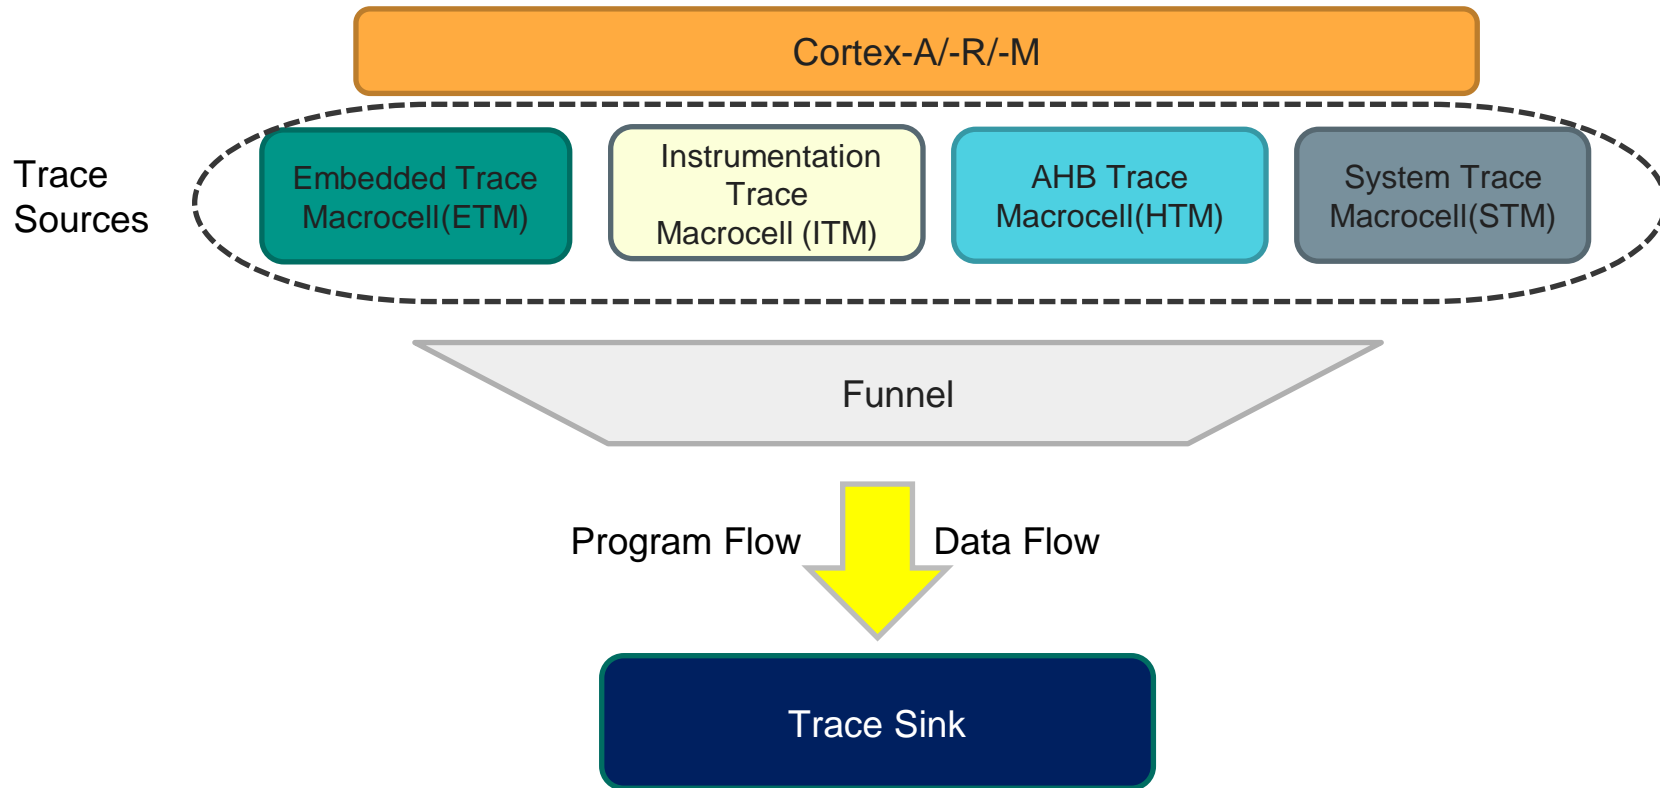 Cortex-A/-R/-M
Trace
Sources
Embedded Trace
Macrocell(ETM)
Instrumentation
Trace
Macrocell (ITM)
AHB Trace
Macrocell(HTM)
System Trace
Macrocell(STM)
Funnel
Program Flow
Data Flow
Trace Sink